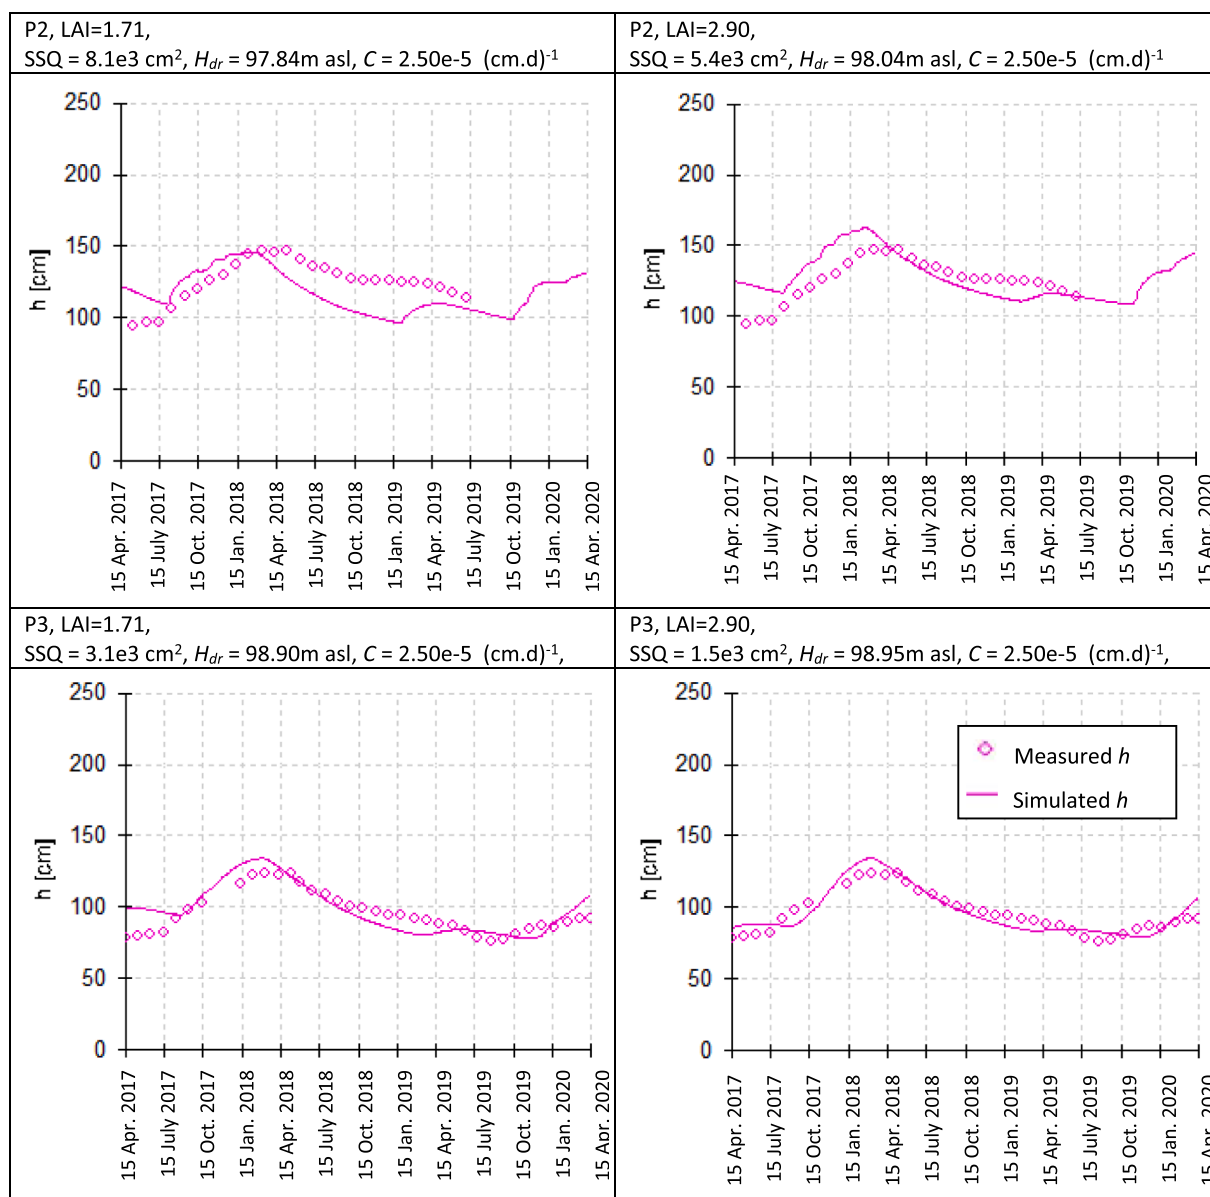 P2, LAI=1.71,
SSQ = 8.1e3 cm², Hdr = 97.84m asl, C = 2.50e-5 (cm.d)⁻¹
250
200
150
100
50
0
h [cm]
15 Apr. 2017
15 July 2017
15 Oct. 2017
15 Jan. 2018
15 Apr. 2018
15 July 2018
15 Oct. 2018
15 Jan. 2019
15 Apr. 2019
15 July 2019
15 Oct. 2019
15 Jan. 2020
15 Apr. 2020
P2, LAI=2.90,
SSQ = 5.4e3 cm², Hdr = 98.04m asl, C = 2.50e-5 (cm.d)⁻¹
250
200
150
100
50
0
h [cm]
15 Apr. 2017
15 July 2017
15 Oct. 2017
15 Jan. 2018
15 Apr. 2018
15 July 2018
15 Oct. 2018
15 Jan. 2019
15 Apr. 2019
15 July 2019
15 Oct. 2019
15 Jan. 2020
15 Apr. 2020
P3, LAI=1.71,
SSQ = 3.1e3 cm², Hdr = 98.90m asl, C = 2.50e-5 (cm.d)⁻¹,
250
200
150
100
50
0
h [cm]
15 Apr. 2017
15 July 2017
15 Oct. 2017
15 Jan. 2018
15 Apr. 2018
15 July 2018
15 Oct. 2018
15 Jan. 2019
15 Apr. 2019
15 July 2019
15 Oct. 2019
15 Jan. 2020
15 Apr. 2020
P3, LAI=2.90,
SSQ = 1.5e3 cm², Hdr = 98.95m asl, C = 2.50e-5 (cm.d)⁻¹,
250
200
150
100
50
0
h [cm]
Measured h
Simulated h
15 Apr. 2017
15 July 2017
15 Oct. 2017
15 Jan. 2018
15 Apr. 2018
15 July 2018
15 Oct. 2018
15 Jan. 2019
15 Apr. 2019
15 July 2019
15 Oct. 2019
15 Jan. 2020
15 Apr. 2020